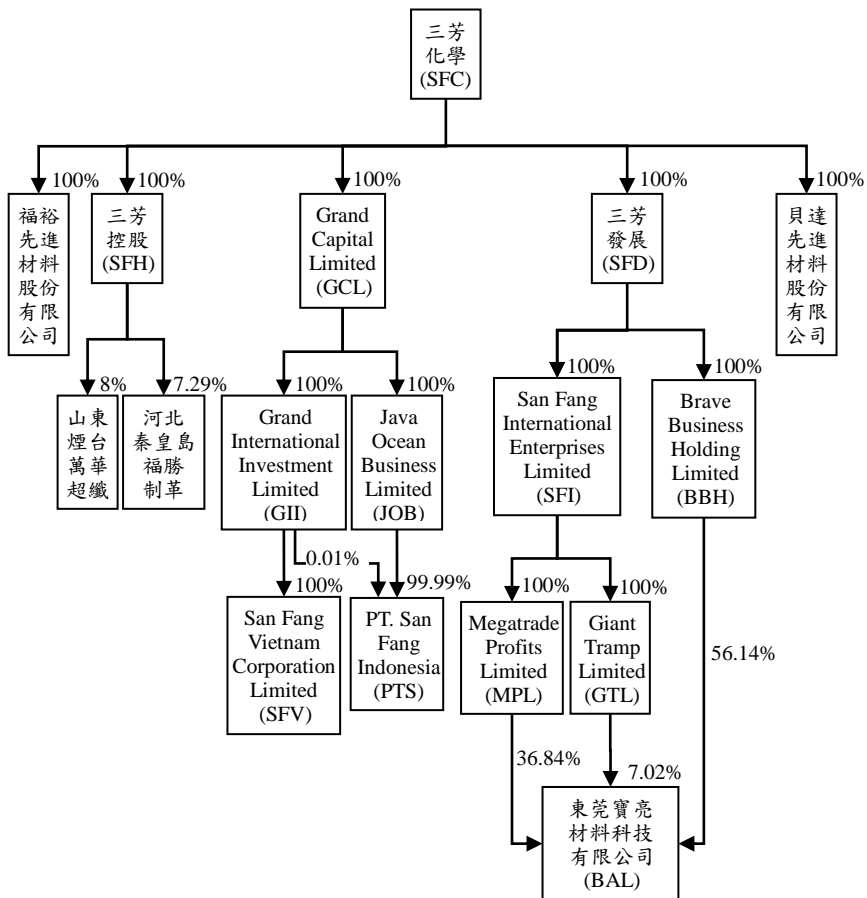 三芳
化學
(SFC)
100%
100%
100%
100%
100%
福裕
先進
材料
股份
有限
公司
三芳
控股
(SFH)
Grand
Capital
Limited
(GCL)
三芳
發展
(SFD)
貝達
先進
材料
股份
有限
公司
8%
7.29%
100%
100%
100%
100%
山東
煙台
萬華
超纖
河北
秦皇島
福勝
制革
Grand
International
Investment
Limited
(GII)
Java
Ocean
Business
Limited
(JOB)
San Fang
International
Enterprises
Limited
(SFI)
Brave
Business
Holding
Limited
(BBH)
0.01%
100%
99.99%
100%
100%
San Fang
Vietnam
Corporation
Limited
(SFV)
PT. San
Fang
Indonesia
(PTS)
Megatrade
Profits
Limited
(MPL)
Giant
Tramp
Limited
(GTL)
56.14%
36.84%
7.02%
東莞寶亮
材料科技
有限公司
(BAL)